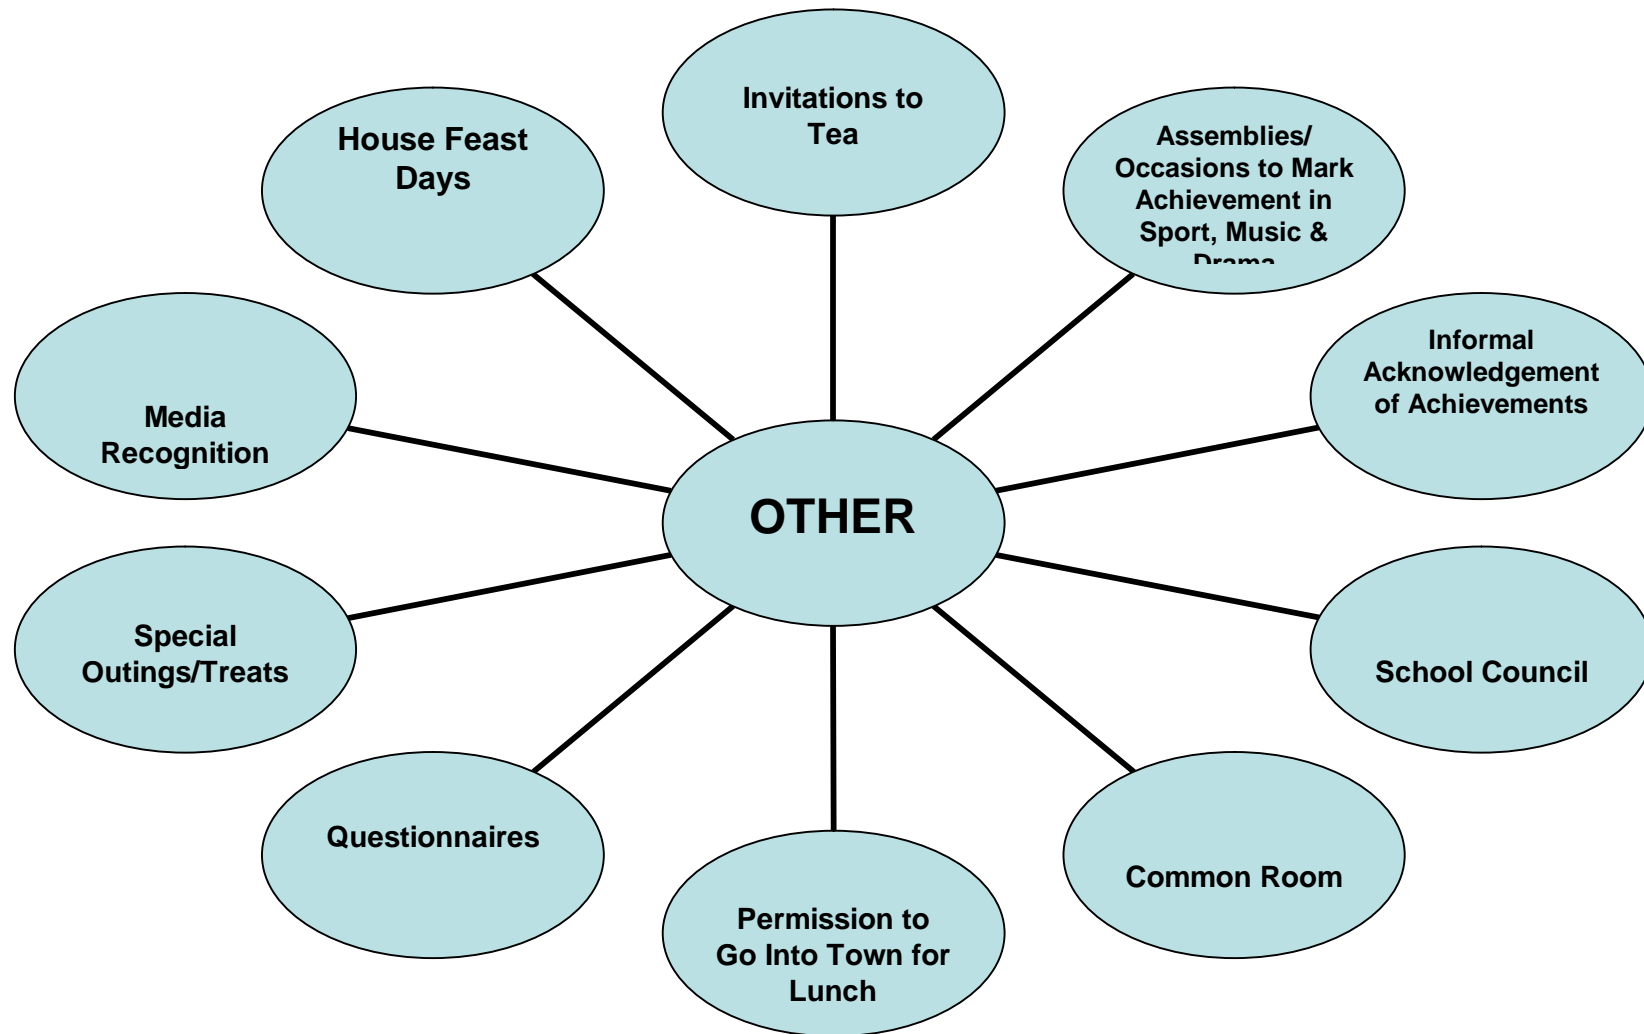 Invitations to
Tea
House Feast
Days
Assemblies/
Occasions to Mark
Achievement in
Sport, Music &
Drama
Informal
Acknowledgement
of Achievements
Media
Recognition
OTHER
Special
Outings/Treats
School Council
Questionnaires
Common Room
Permission to
Go Into Town for
Lunch